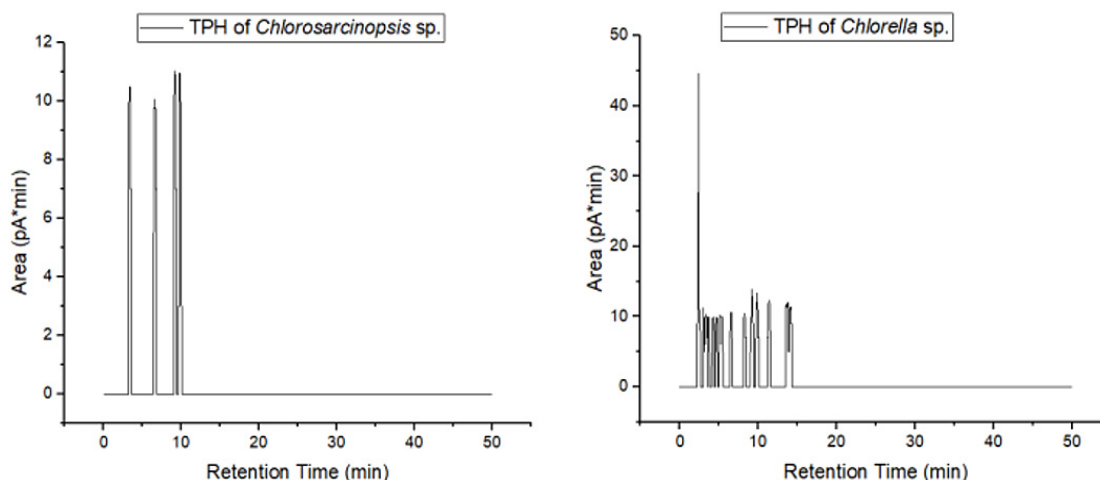 TPH of Chlorosarcinopsis sp.
12
10
8
6
4
2
0
Area (pA*min)
0 10 20 30 40 50
Retention Time (min)
TPH of Chlorella sp.
50
40
30
20
10
0
Area (pA*min)
0 10 20 30 40 50
Retention Time (min)